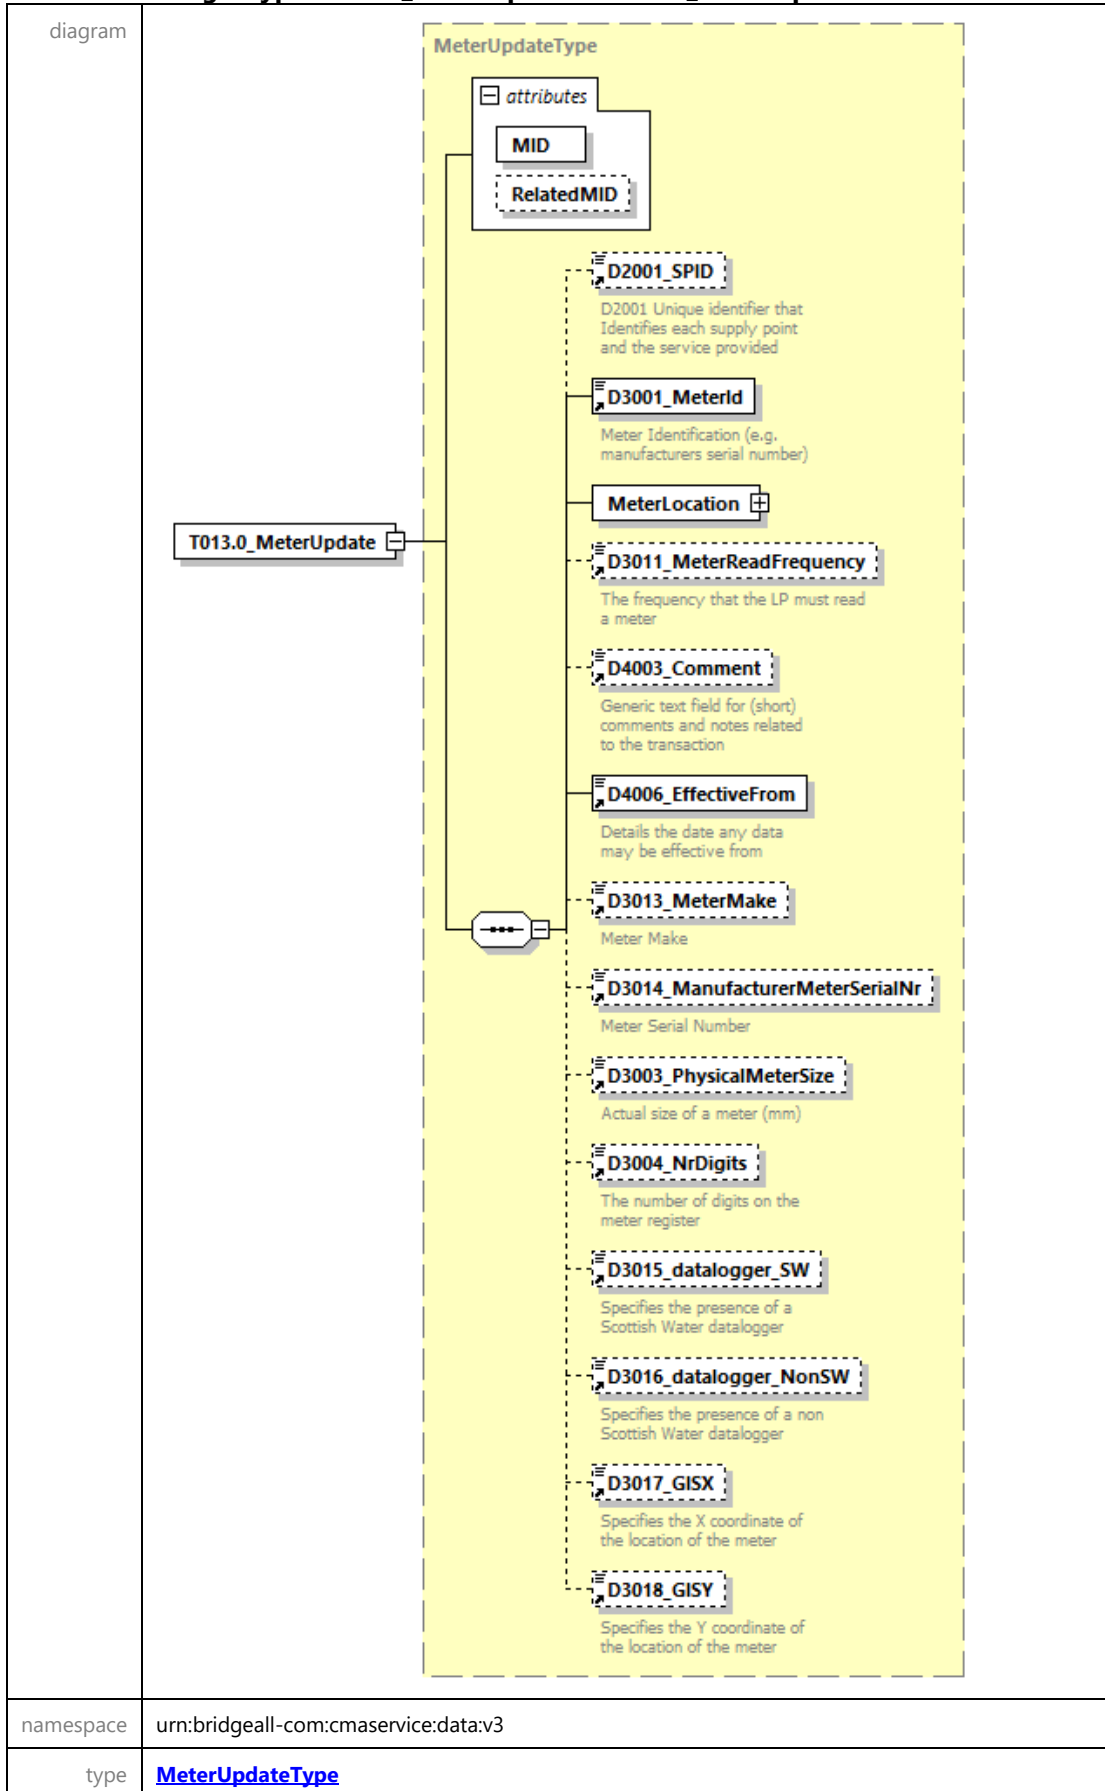 diagram
MeterUpdateType
attributes
MID
RelatedMID
D2001_SPID
D2001 Unique identifier that
Identifies each supply point
and the service provided
D3001_MeterId
Meter Identification (e.g.
manufacturers serial number)
MeterLocation
T013.0_MeterUpdate
D3011_MeterReadFrequency
The frequency that the LP must read
a meter
D4003_Comment
Generic text field for (short)
comments and notes related
to the transaction
D4006_EffectiveFrom
Details the date any data
may be effective from
D3013_MeterMake
Meter Make
D3014_ManufacturerMeterSerialNr
Meter Serial Number
D3003_PhysicalMeterSize
Actual size of a meter (mm)
D3004_NrDigits
The number of digits on the
meter register
D3015_datalogger_SW
Specifies the presence of a
Scottish Water datalogger
D3016_datalogger_NonSW
Specifies the presence of a non
Scottish Water datalogger
D3017_GISX
Specifies the X coordinate of
the location of the meter
D3018_GISY
Specifies the Y coordinate of
the location of the meter
namespace
urn:bridgeall-com:cmaservice:data:v3
type
MeterUpdateType